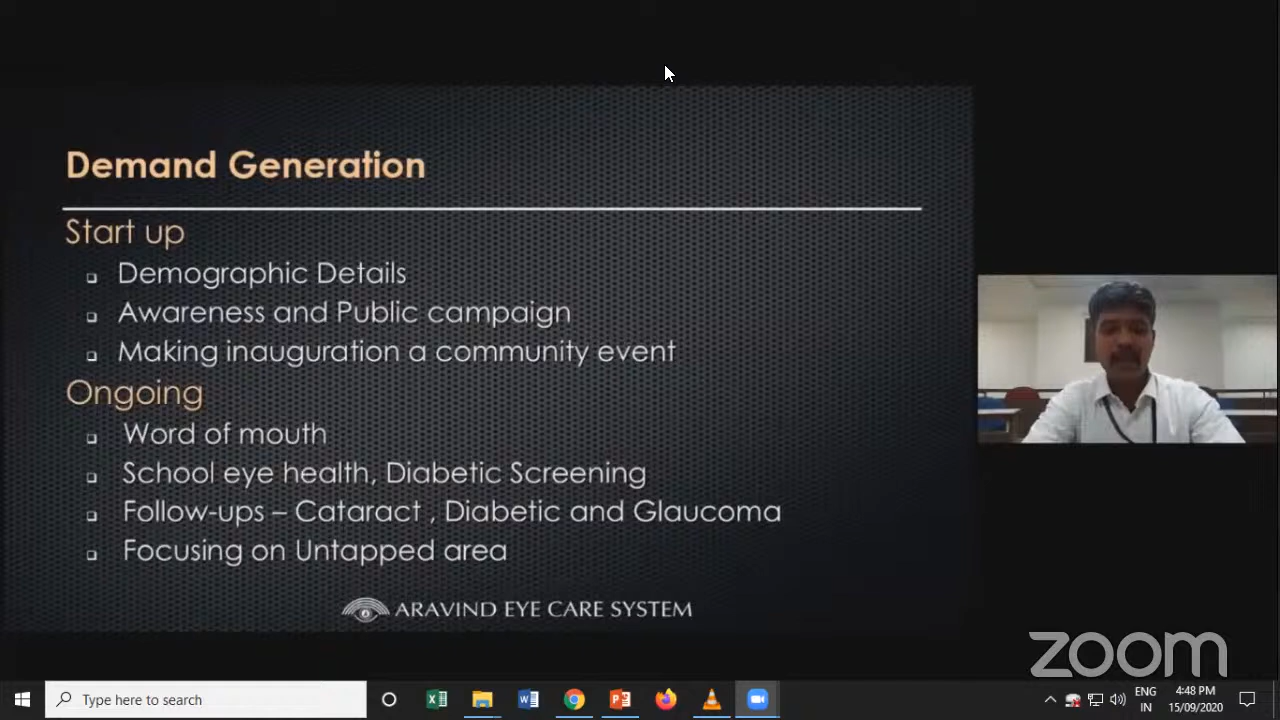 Demand Generation
Start up
Demographic Details
Awareness and Public campaign
Making inauguration a community event
Ongoing
Word of mouth
School eye health, Diabetic Screening
Follow-ups – Cataract , Diabetic and Glaucoma
Focusing on Untapped area
ARAVIND EYE CARE SYSTEM
zoom
Type here to search
ENG
IN
4:48 PM
15/09/2020